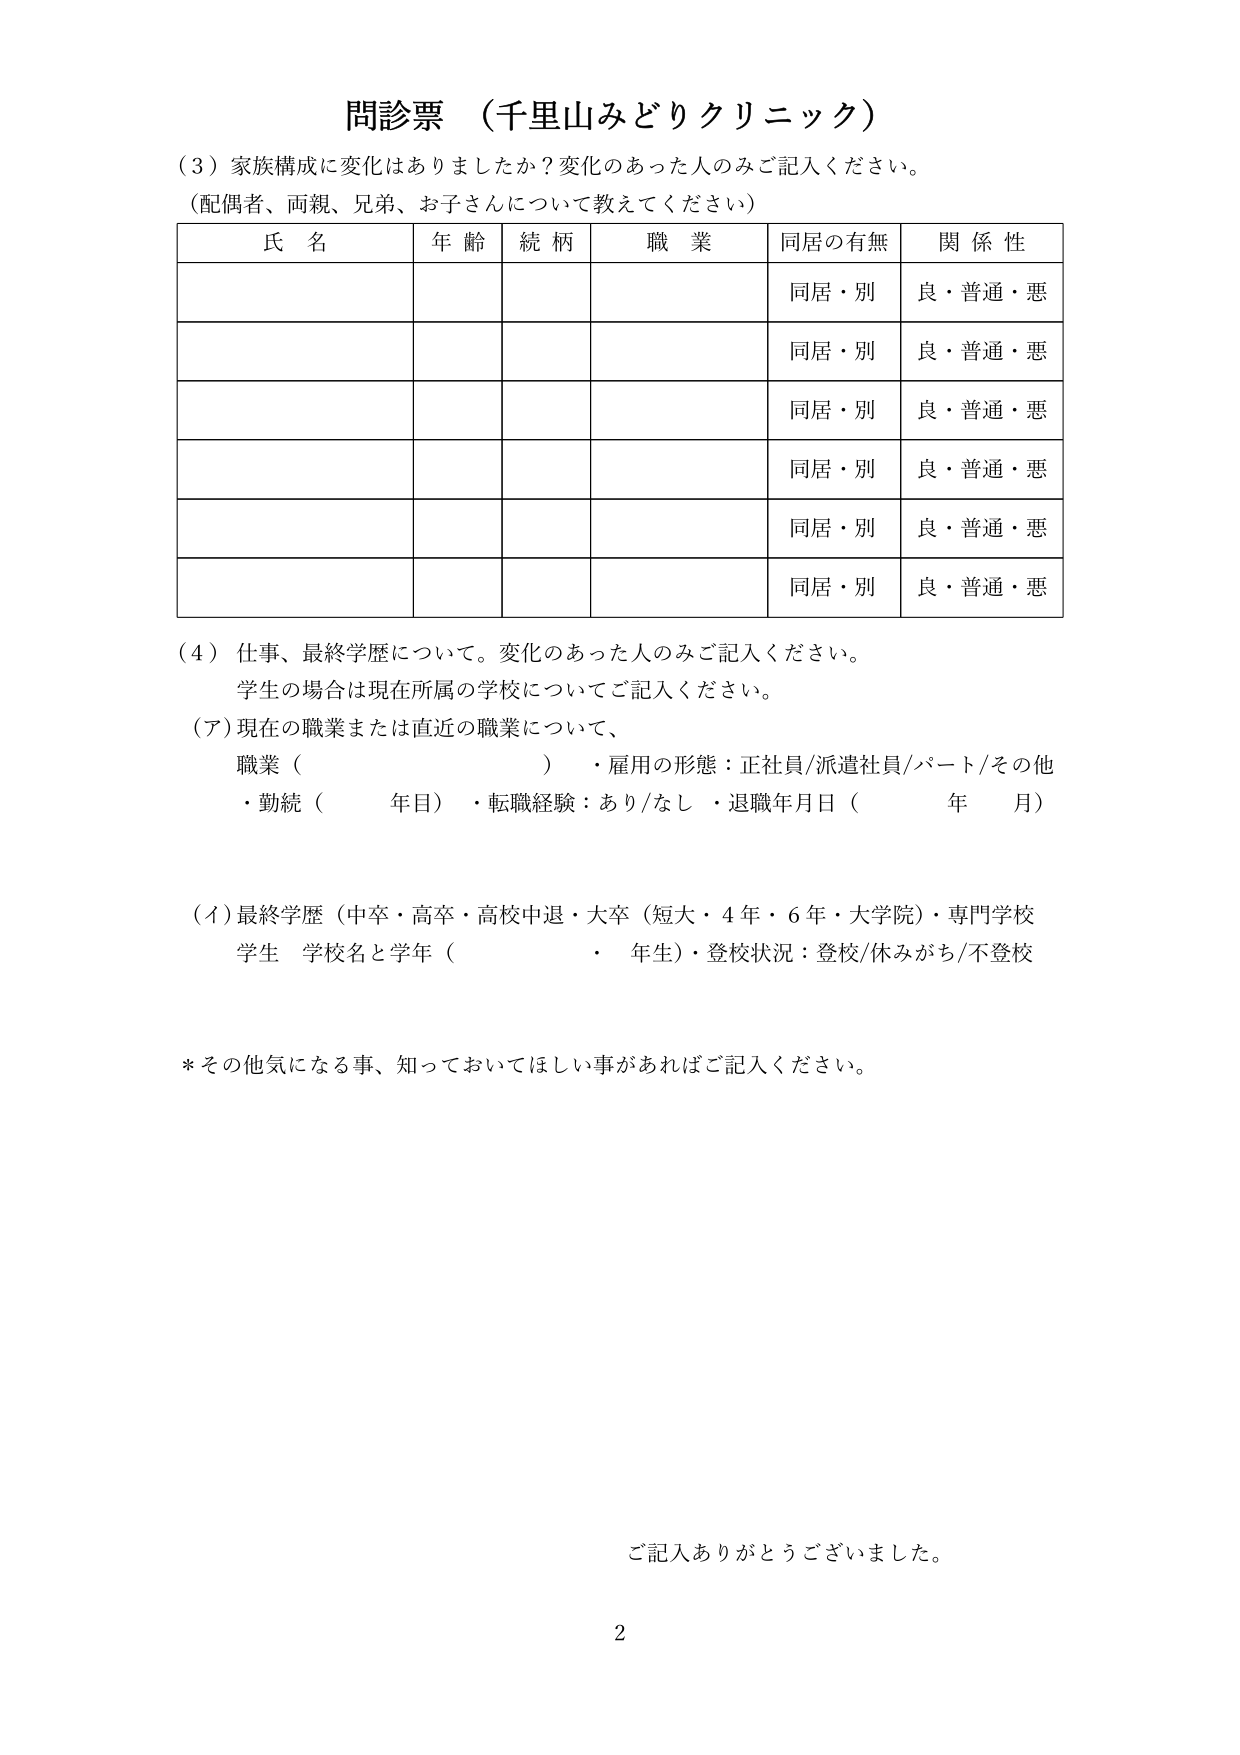 問診票　（千里山みどりクリニック）
（３）家族構成に変化はありましたか？変化のあった人のみご記入ください。
（配偶者、両親、兄弟、お子さんについて教えてください）
氏　名　年 齢　続 柄　職　業　同居の有無　関 係 性
同居・別　良・普通・悪
同居・別　良・普通・悪
同居・別　良・普通・悪
同居・別　良・普通・悪
同居・別　良・普通・悪
同居・別　良・普通・悪
（４） 仕事、最終学歴について。変化のあった人のみご記入ください。
学生の場合は現在所属の学校についてご記入ください。
（ア）現在の職業または直近の職業について、
職業（　　　　　　　　　　　）　・雇用の形態：正社員/派遣社員/パート/その他
・勤続（　　　年目）　・転職経験：あり/なし　・退職年月日（　　　　年　　月）
（イ）最終学歴（中卒・高卒・高校中退・大卒（短大・４年・６年・大学院）・専門学校
学生　学校名と学年（　　　　　　・　年生）・登校状況：登校/休みがち/不登校
＊その他気になる事、知っておいてほしい事があればご記入ください。
ご記入ありがとうございました。
2